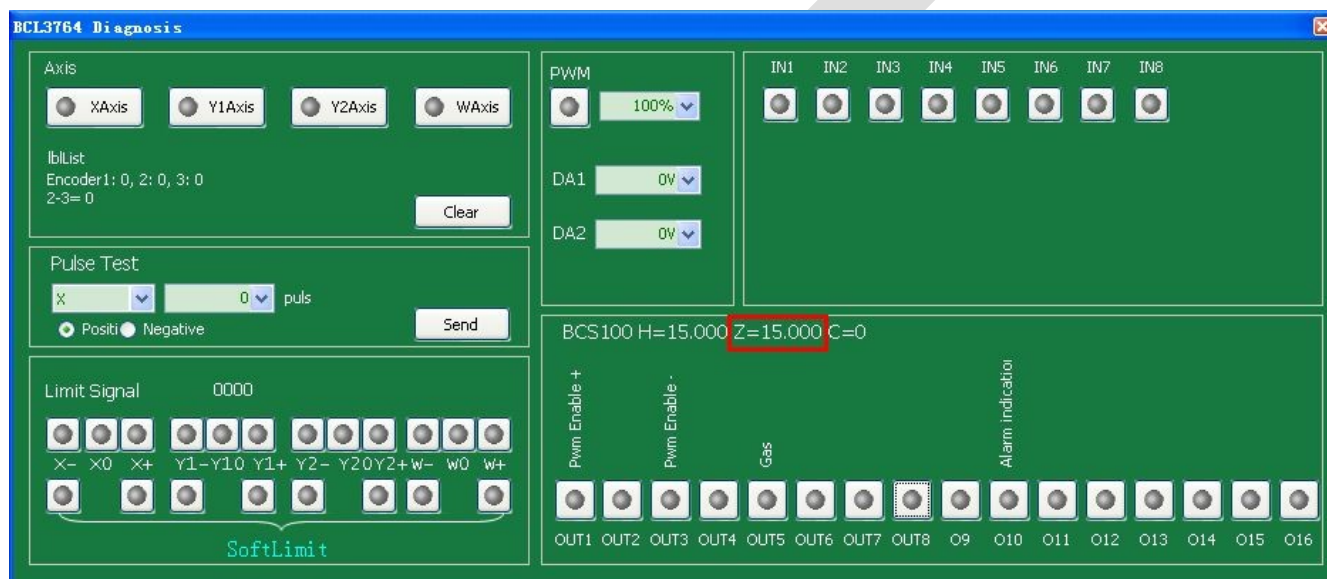 BCL3764 Diagnosis
Axis
XAxis Y1Axis Y2Axis WAxis
lblList
Encoder1: 0, 2: 0, 3: 0
2-3= 0
Clear
Pulse Test
X 0 puls
Positi Negative
Send
Limit Signal 0000
X- X0 X+ Y1-Y10 Y1+ Y2- Y20Y2+W- W0 W+
SoftLimit
PWM
100%
DA1 0V
DA2 0V
IN1 IN2 IN3 IN4 IN5 IN6 IN7 IN8
BCS100 H=15.000 Z=15.000 C=0
Pwm Enable +
Pwm Enable -
Gas
Alarm indication
OUT1 OUT2 OUT3 OUT4 OUT5 OUT6 OUT7 OUT8 O9 O10 O11 O12 O13 O14 O15 O16